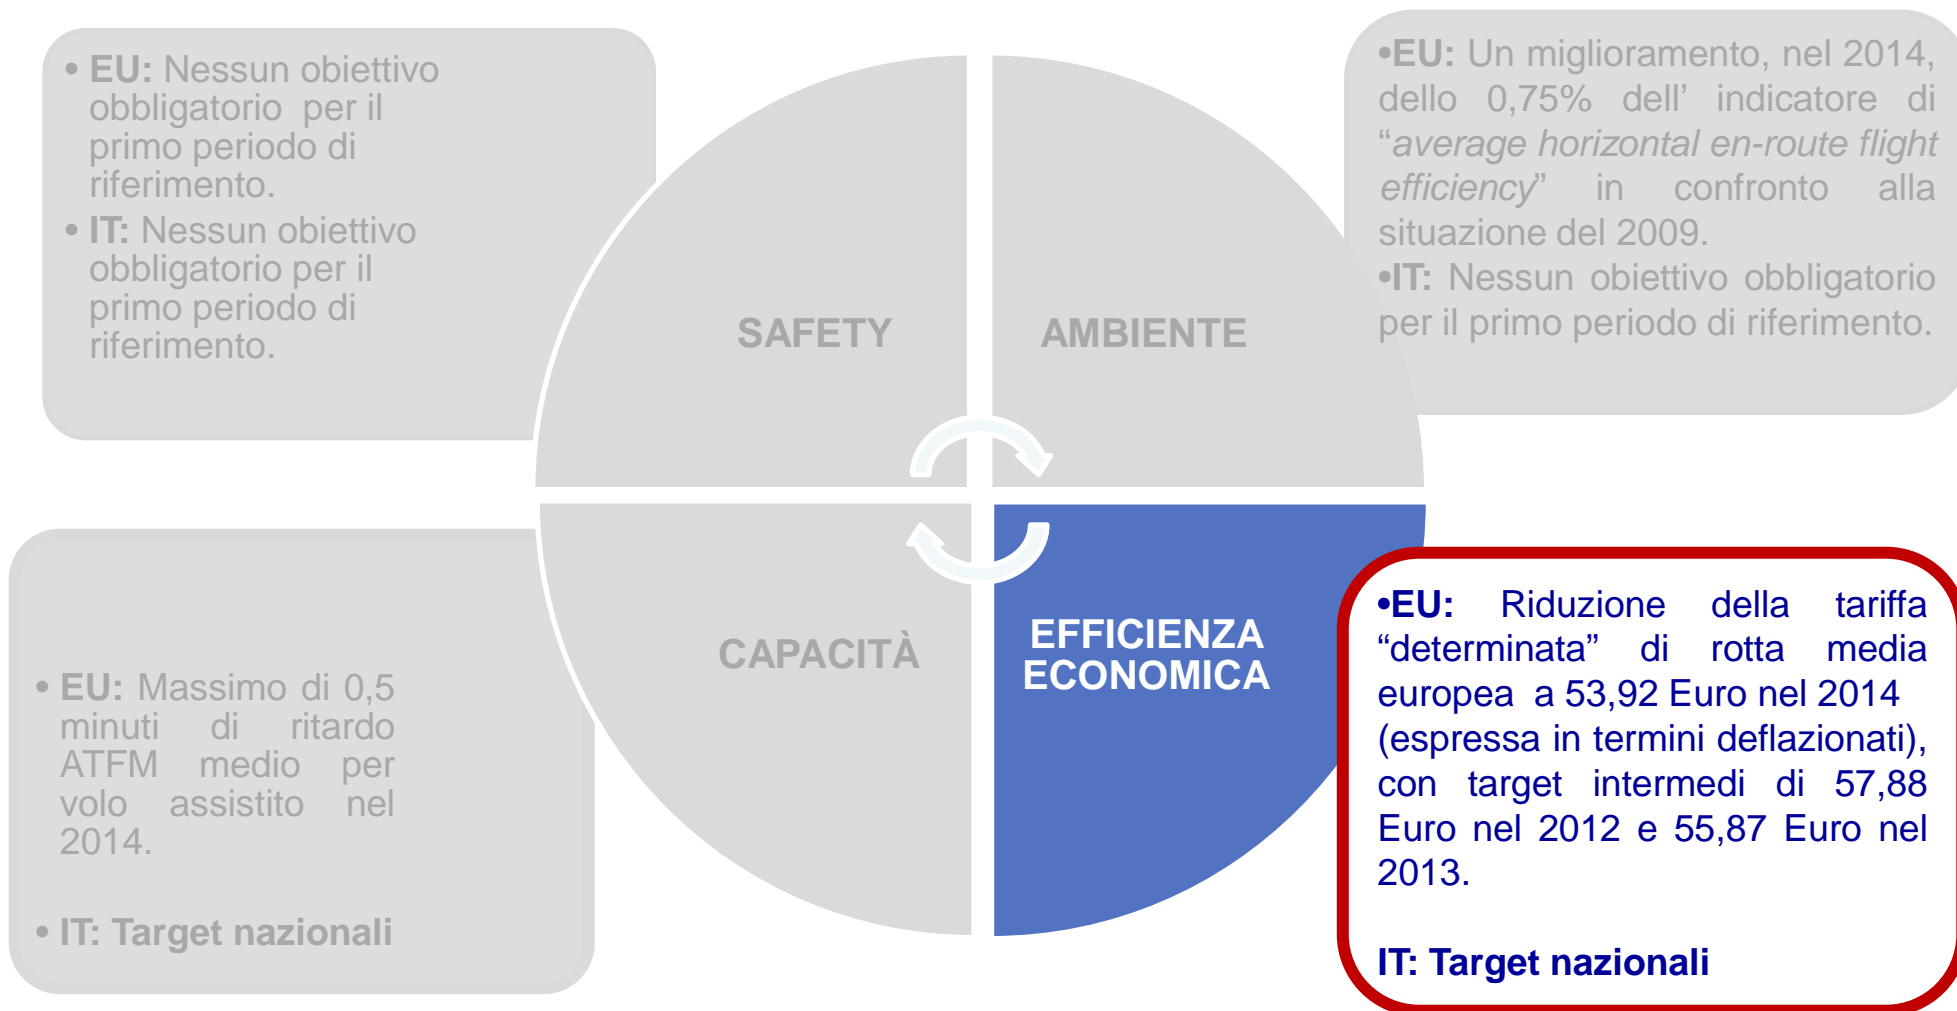 • EU: Nessun obiettivo
obbligatorio per il
primo periodo di
riferimento.
• IT: Nessun obiettivo
obbligatorio per il
primo periodo di
riferimento.
•EU: Un miglioramento, nel 2014,
dello 0,75% dell’ indicatore di
“average horizontal en-route flight
efficiency” in confronto alla
situazione del 2009.
•IT: Nessun obiettivo obbligatorio
per il primo periodo di riferimento.
SAFETY
AMBIENTE
CAPACITÀ
EFFICIENZA
ECONOMICA
• EU: Massimo di 0,5
minuti di ritardo
ATFM medio per
volo assistito nel
2014.
• IT: Target nazionali
•EU: Riduzione della tariffa
“determinata” di rotta media
europea a 53,92 Euro nel 2014
(espressa in termini deflazionati),
con target intermedi di 57,88
Euro nel 2012 e 55,87 Euro nel
2013.
IT: Target nazionali